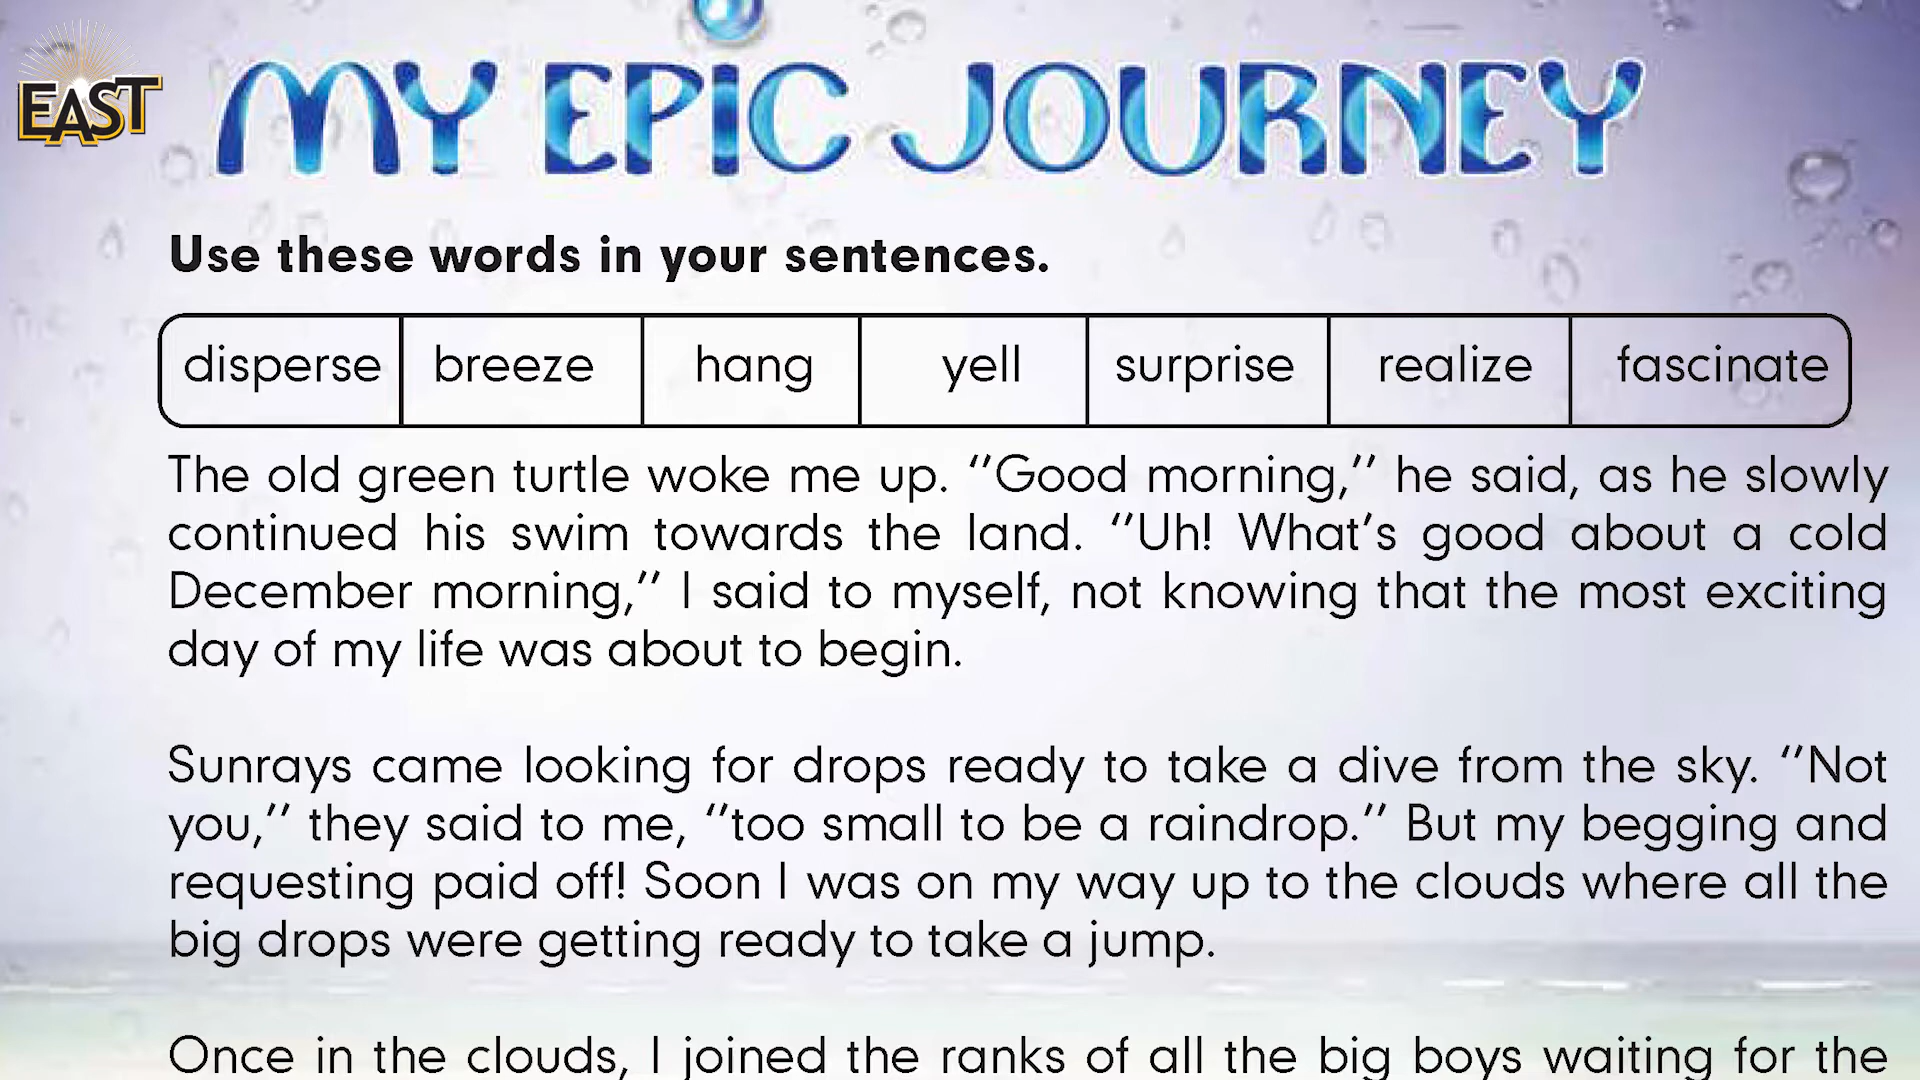 EAST
MY EPIC JOURNEY
Use these words in your sentences.
disperse breeze hang yell surprise realize fascinate
The old green turtle woke me up. “Good morning,” he said, as he slowly
continued his swim towards the land. “Uh! What’s good about a cold
December morning,” I said to myself, not knowing that the most exciting
day of my life was about to begin.
Sunrays came looking for drops ready to take a dive from the sky. “Not
you,” they said to me, “too small to be a raindrop.” But my begging and
requesting paid off! Soon I was on my way up to the clouds where all the
big drops were getting ready to take a jump.
Once in the clouds, I joined the ranks of all the big boys waiting for the